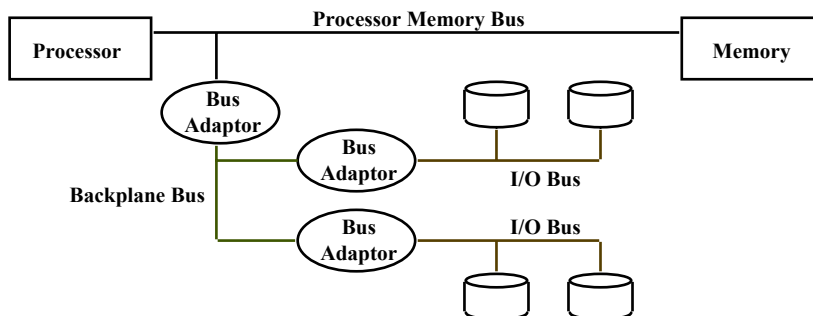 Processor Memory Bus
Processor
Memory
Bus
Adaptor
Bus
Adaptor
I/O Bus
Backplane Bus
I/O Bus
Bus
Adaptor